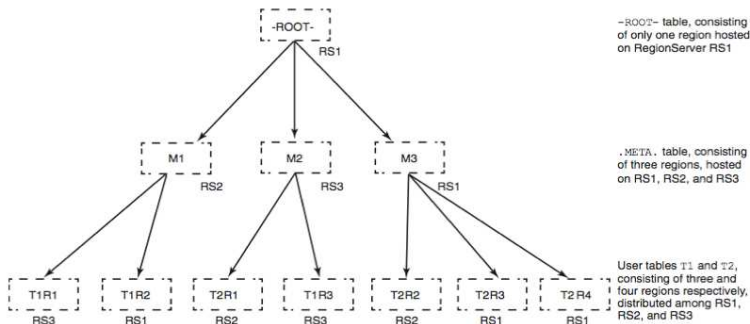 -ROOT-
RS1
-ROOT- table, consisting
of only one region hosted
on RegionServer RS1
M1
RS2
M2
RS3
M3
RS1
.META. table, consisting
of three regions, hosted
on RS1, RS2, and RS3
T1R1
RS3
T1R2
RS1
T2R1
RS2
T1R3
RS3
T2R2
RS2
T2R3
RS1
T2R4
RS1
User tables T1 and T2,
consisting of three and
four regions respectively,
distributed among RS1,
RS2, and RS3